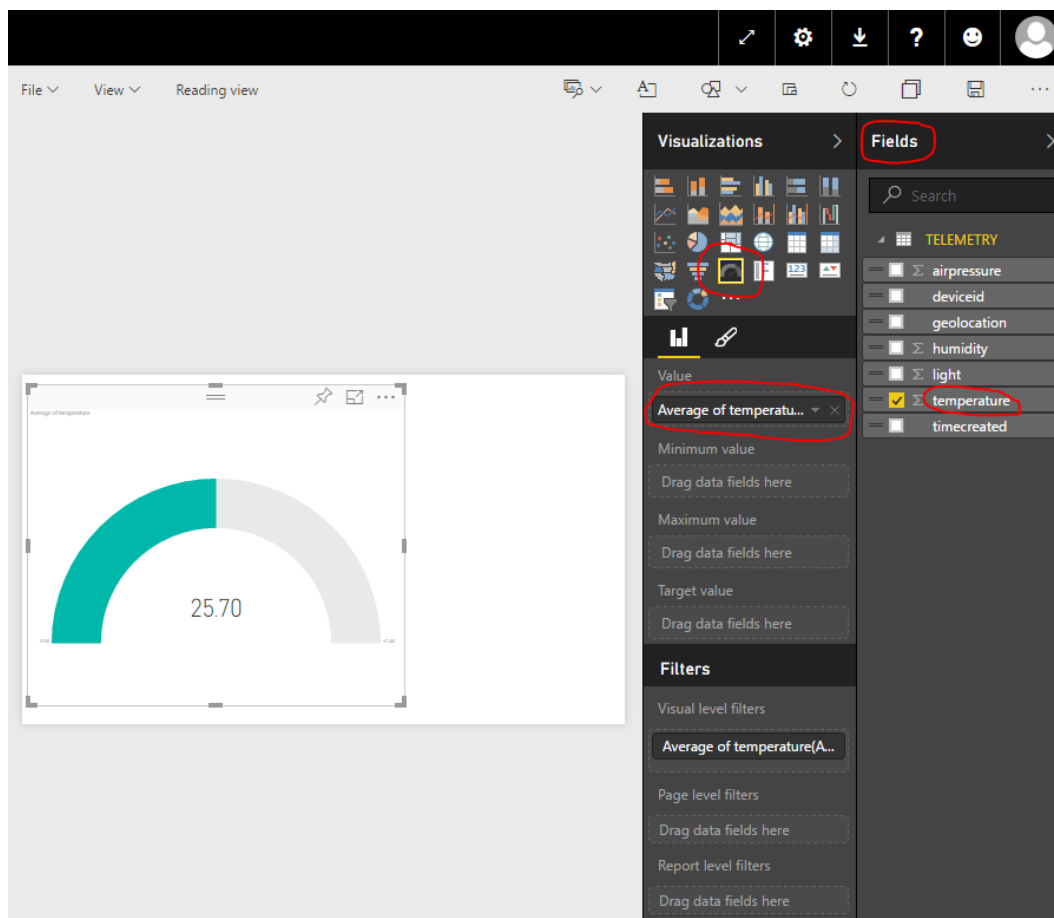 File
View
Reading view
Visualizations
Fields
Search
TELEMETRY
airpressure
deviceid
geolocation
humidity
light
temperature
timecreated
123
Value
Average of temperatu...
Minimum value
Drag data fields here
Maximum value
Drag data fields here
Target value
Drag data fields here
Filters
Visual level filters
Average of temperature(A...
Page level filters
Drag data fields here
Report level filters
Drag data fields here
Average of temperature
25.70